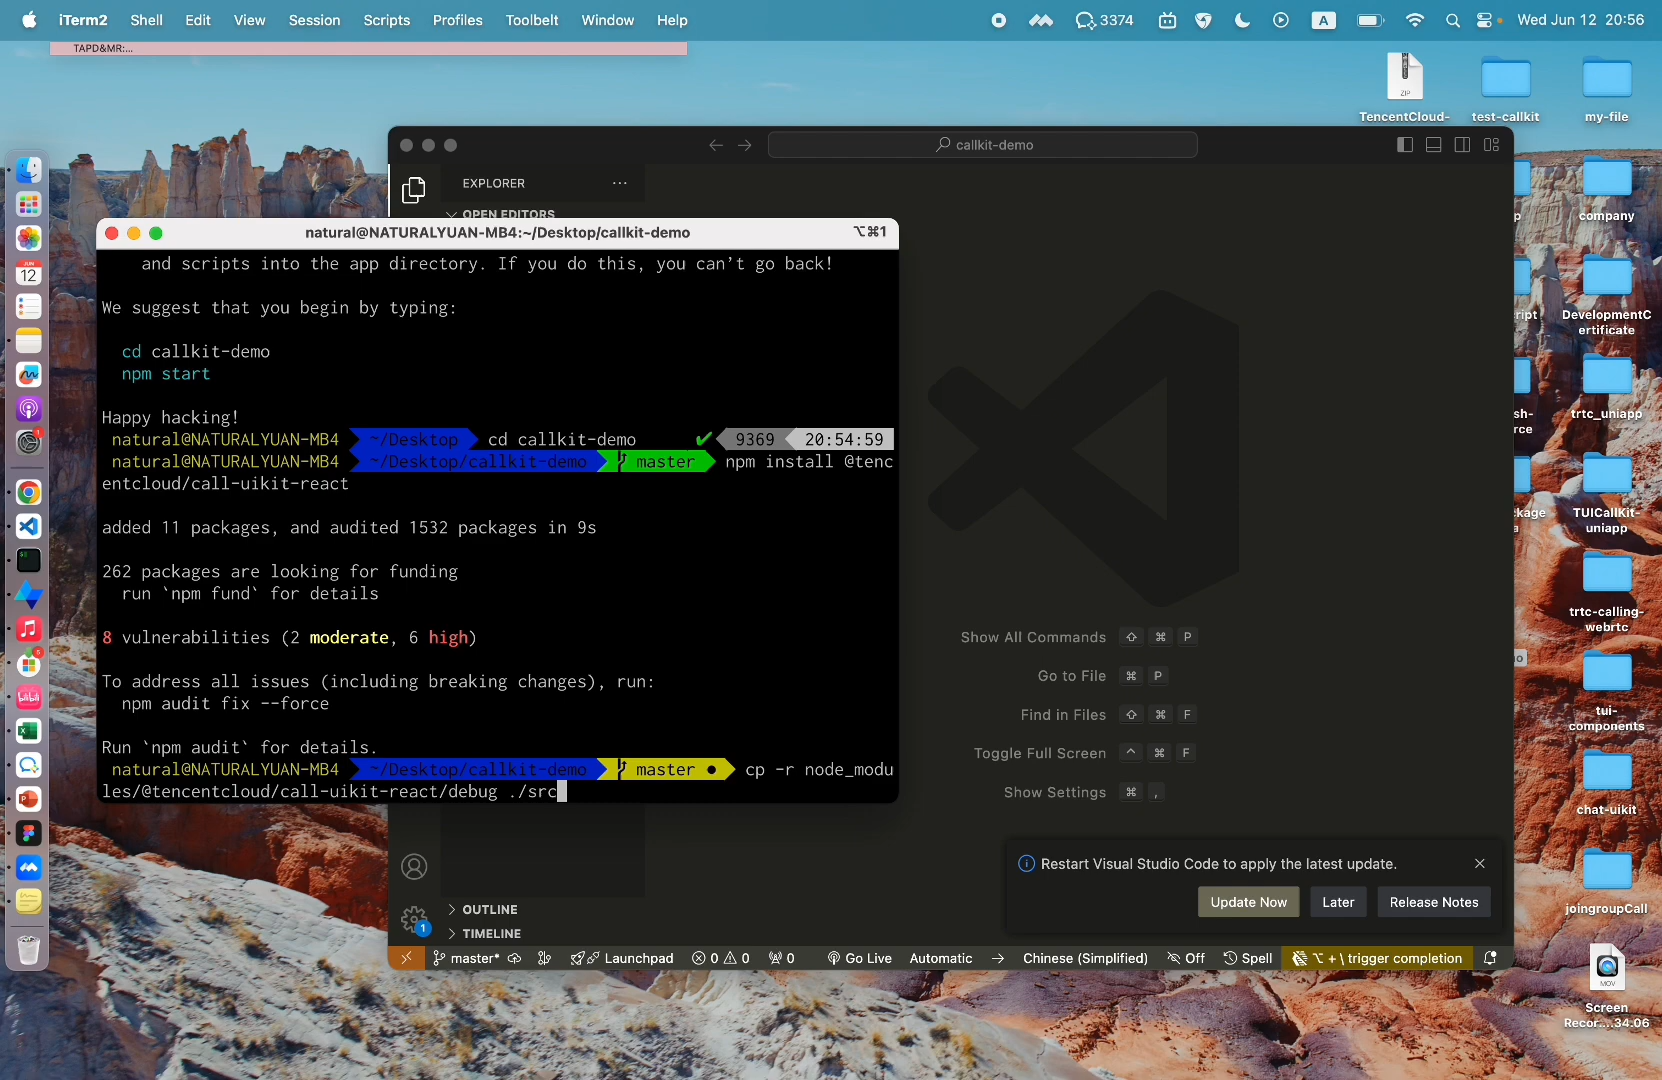 iTerm2 Shell Edit View Session Scripts Profiles Toolbelt Window Help 3374 A Wed Jun 12 20:56
TAPD&MR:...
ZIP
TencentCloud- test-callkit my-file
callkit-demo
EXPLORER ...
OPEN EDITORS
company
natural@NATURALYUAN-MB4:~/Desktop/callkit-demo ⌥⌘1
and scripts into the app directory. If you do this, you can't go back!
We suggest that you begin by typing:
cd callkit-demo
npm start
Happy hacking!
natural@NATURALYUAN-MB4 ~/Desktop cd callkit-demo ✔ 9369 20:54:59
natural@NATURALYUAN-MB4 ~/Desktop/callkit-demo master npm install @tenc
entcloud/call-uikit-react
added 11 packages, and audited 1532 packages in 9s
262 packages are looking for funding
run `npm fund` for details
8 vulnerabilities (2 moderate, 6 high)
To address all issues (including breaking changes), run:
npm audit fix --force
Run `npm audit` for details.
natural@NATURALYUAN-MB4 ~/Desktop/callkit-demo master ● cp -r node_modu
les/@tencentcloud/call-uikit-react/debug ./src
JUN
12
Show All Commands ⇧ ⌘ P
Go to File ⌘ P
Find in Files ⇧ ⌘ F
Toggle Full Screen ^ ⌘ F
Show Settings ⌘ ,
Restart Visual Studio Code to apply the latest update.
Update Now Later Release Notes
OUTLINE
1
TIMELINE
master* Launchpad 0 0 0 Go Live Automatic Chinese (Simplified) Off Spell ⌥ + \ trigger completion
DevelopmentC
ertificate
trtc_uniapp
TUICallKit-
uniapp
trtc-calling-
webrtc
tui-
components
chat-uikit
joingroupCall
MOV
Screen
Recor....34.06